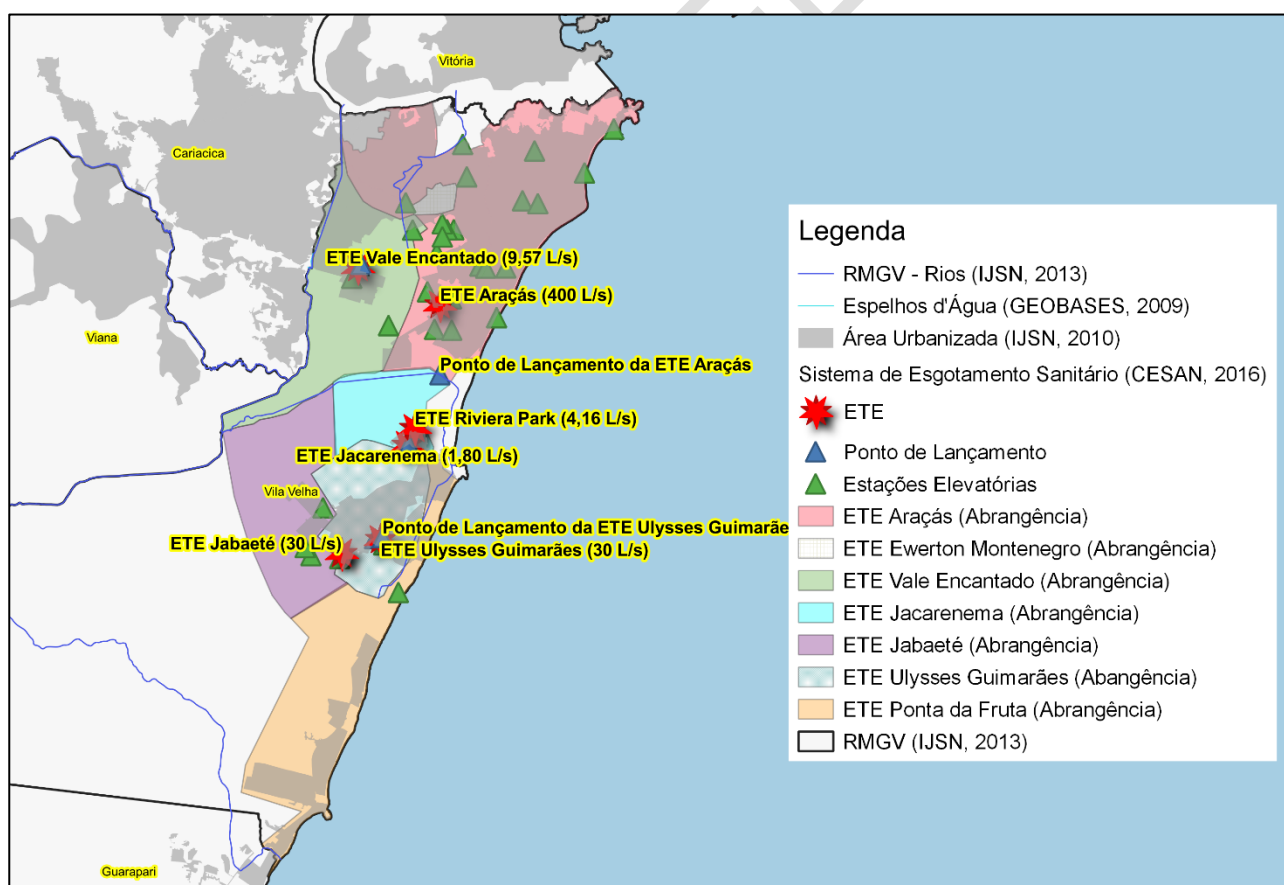 Vitória
Cariacica
ETE Vale Encantado (9,57 L/s)
ETE Araçás (400 L/s)
Viana
Ponto de Lançamento da ETE Araçás
ETE Riviera Park (4,16 L/s)
ETE Jacarenema (1,80 L/s)
Vila Velha
Ponto de Lançamento da ETE Ulysses Guimarãe
ETE Jabaeté (30 L/s)
ETE Ulysses Guimarães (30 L/s)
Guarapari
Legenda
RMGV - Rios (IJSN, 2013)
Espelhos d'Água (GEOBASES, 2009)
Área Urbanizada (IJSN, 2010)
Sistema de Esgotamento Sanitário (CESAN, 2016)
ETE
Ponto de Lançamento
Estações Elevatórias
ETE Araçás (Abrangência)
ETE Ewerton Montenegro (Abrangência)
ETE Vale Encantado (Abrangência)
ETE Jacarenema (Abrangência)
ETE Jabaeté (Abrangência)
ETE Ulysses Guimarães (Abangência)
ETE Ponta da Fruta (Abrangência)
RMGV (IJSN, 2013)